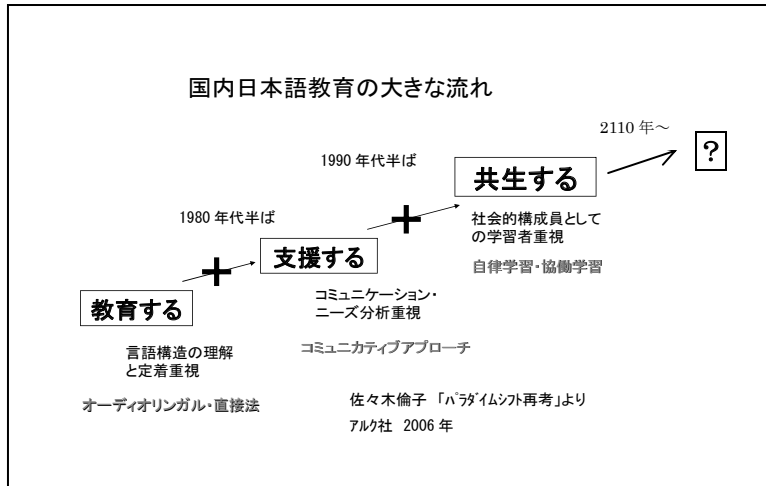 国内日本語教育の大きな流れ
2110 年～
?
1990 年代半ば
共生する
社会的構成員として
の学習者重視
自律学習・協働学習
1980 年代半ば
+
支援する
コミュニケーション・
ニーズ分析重視
コミュニカティブアプローチ
+
教育する
言語構造の理解
と定着重視
オーディオリンガル・直接法
佐々木倫子 「パラダイムシフト再考」より
アルク社 2006 年